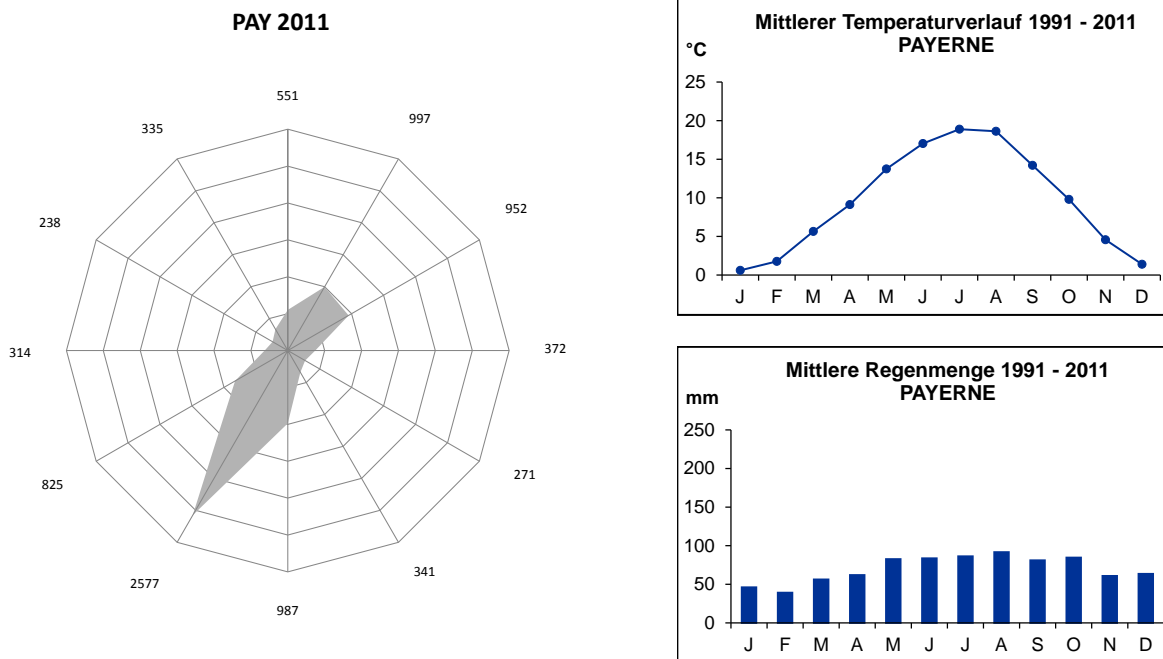 PAY 2011
551
997
952
372
271
341
987
2577
825
314
238
335
Mittlerer Temperaturverlauf 1991 - 2011
PAYERNE
°C
25
20
15
10
5
0
J F M A M J J A S O N D
Mittlere Regenmenge 1991 - 2011
PAYERNE
mm
250
200
150
100
50
0
J F M A M J J A S O N D